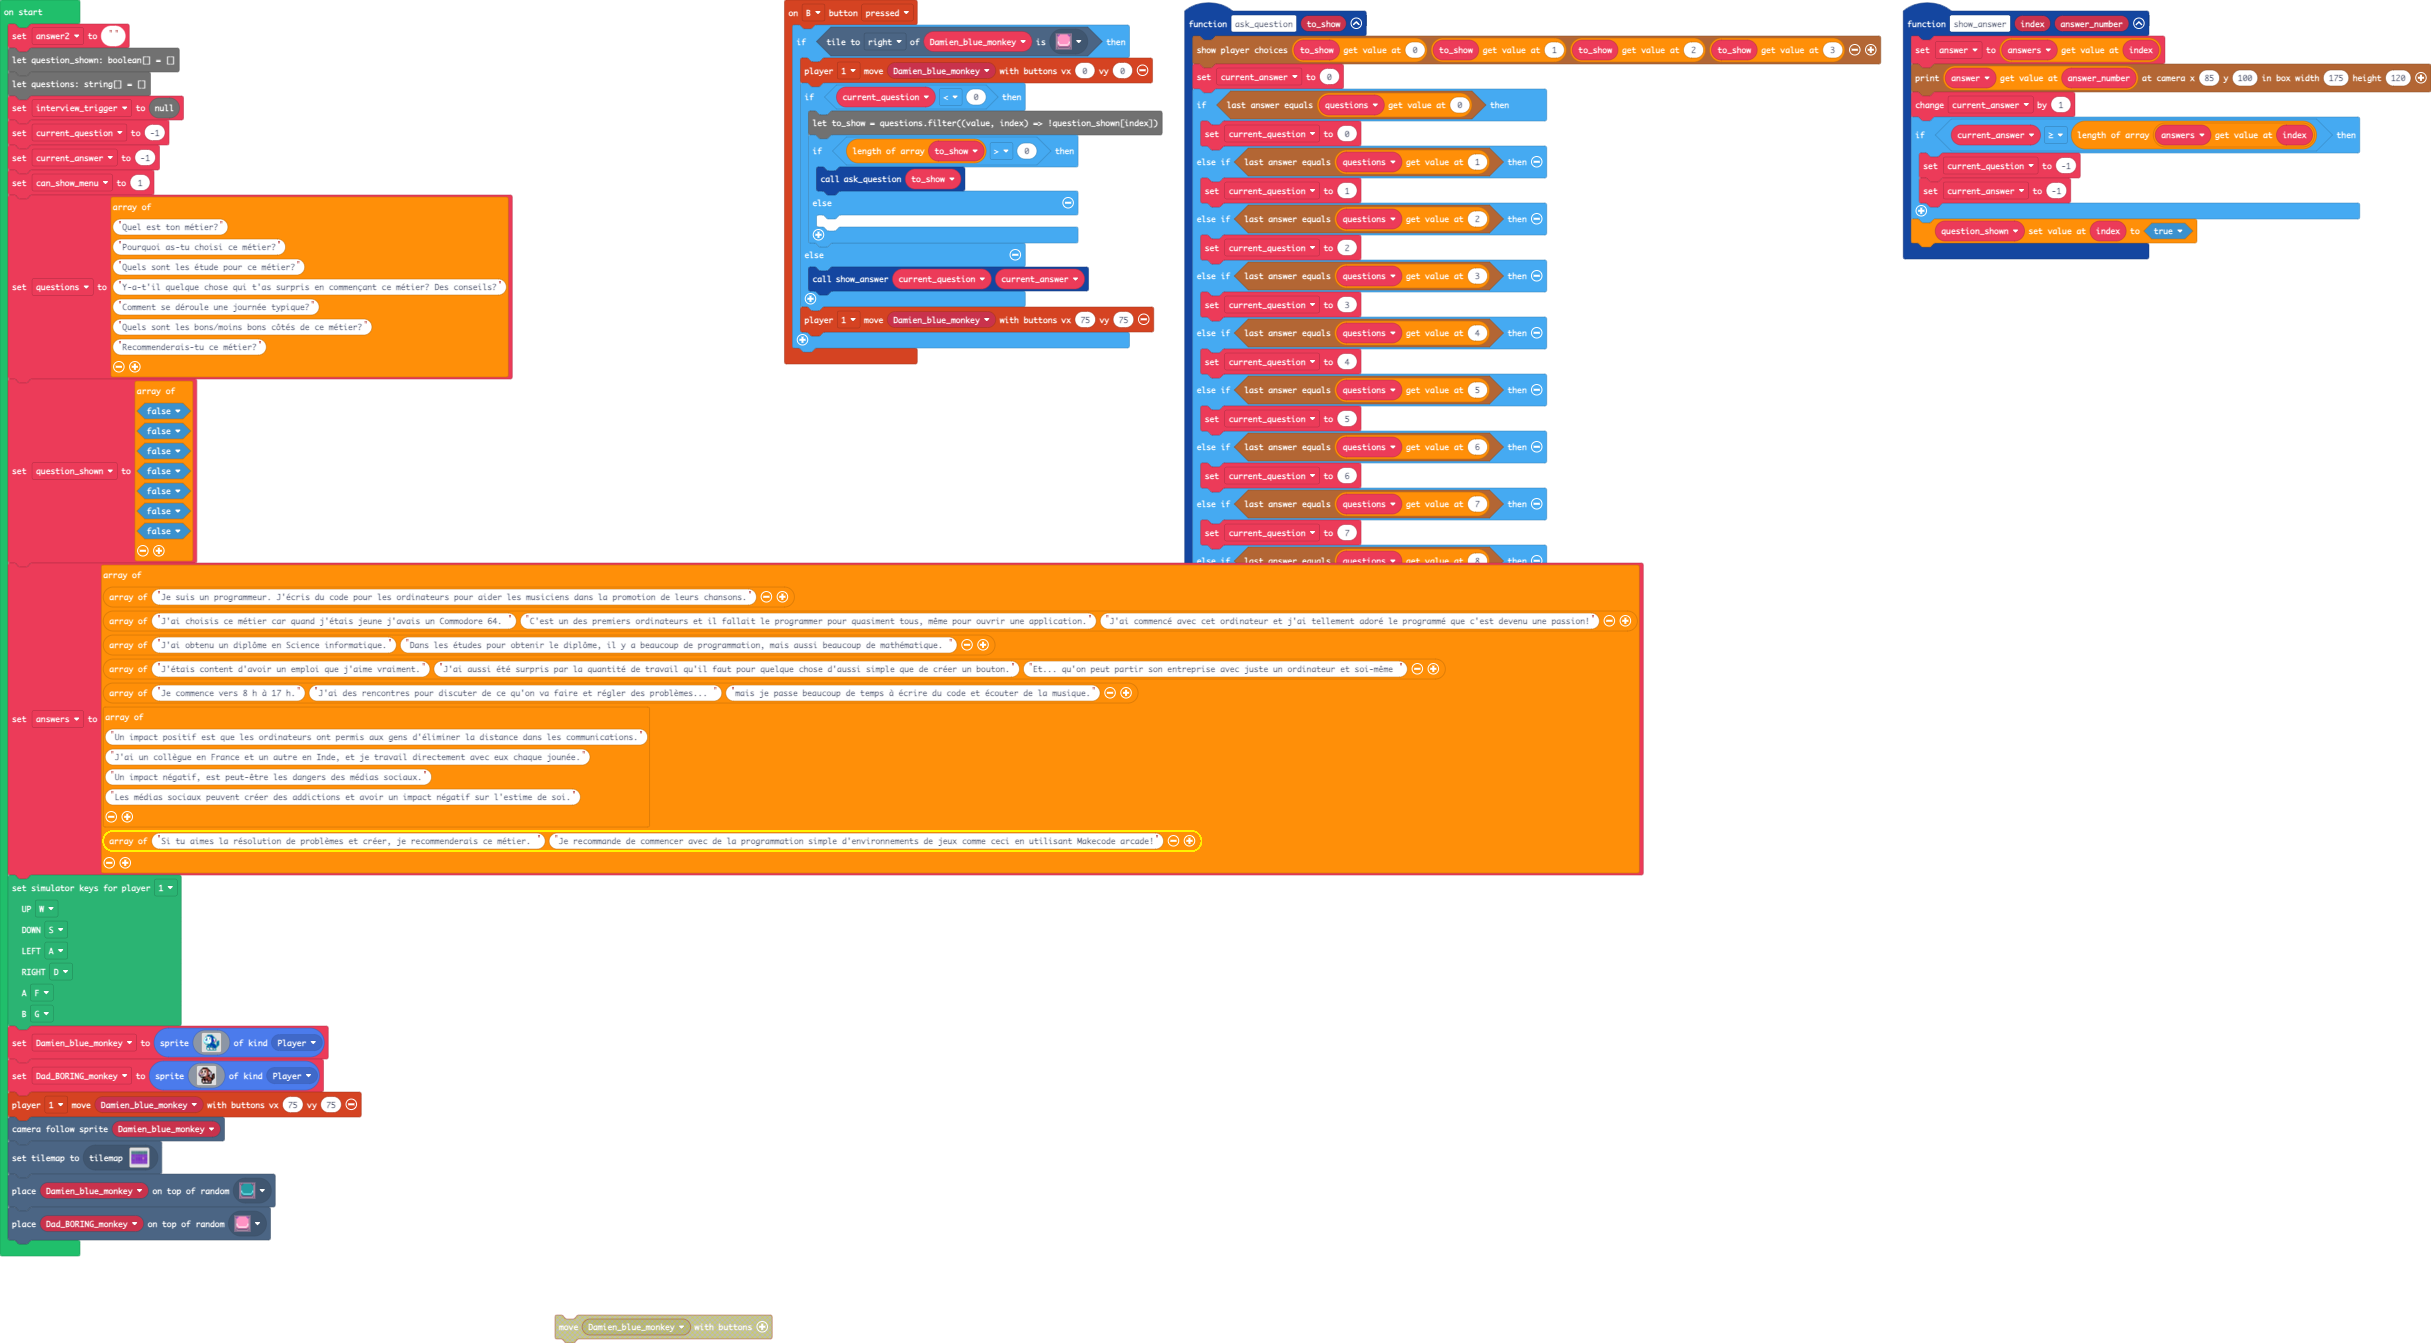 on start
set answer2 to " "
let question_shown: boolean[] = []
let questions: string[] = []
set interview_trigger to null
set current_question to -1
set current_answer to -1
set can_show_menu to 1
array of
"Quel est ton métier?"
"Pourquoi as-tu choisi ce métier?"
"Quels sont les étude pour ce métier?"
set questions to "Y-a-t'il quelque chose qui t'as surpris en commençant ce métier? Des conseils?"
"Comment se déroule une journée typique?"
"Quels sont les bons/moins bons côtés de ce métier?"
"Recommenderais-tu ce métier?"
array of
false
false
false
set question_shown to false
false
false
false
array of
array of "Je suis un programmeur. J'écris du code pour les ordinateurs pour aider les musiciens dans la promotion de leurs chansons."
array of "J'ai choisis ce métier car quand j'étais jeune j'avais un Commodore 64. " "C'est un des premiers ordinateurs et il fallait le programmer pour quasiment tous, même pour ouvrir une application." "J'ai commencé avec cet ordinateur et j'ai tellement adoré le programmé que c'est devenu une passion!"
array of "J'ai obtenu un diplôme en Science informatique." "Dans les études pour obtenir le diplôme, il y a beaucoup de programmation, mais aussi beaucoup de mathématique. "
array of "J'étais content d'avoir un emploi que j'aime vraiment." "J'ai aussi été surpris par la quantité de travail qu'il faut pour quelque chose d'aussi simple que de créer un bouton." "Et... qu'on peut partir son entreprise avec juste un ordinateur et soi-même "
array of "Je commence vers 8 h à 17 h." "J'ai des rencontres pour discuter de ce qu'on va faire et régler des problèmes... " "mais je passe beaucoup de temps à écrire du code et écouter de la musique."
set answers to array of
"Un impact positif est que les ordinateurs ont permis aux gens d'éliminer la distance dans les communications."
"J'ai un collègue en France et un autre en Inde, et je travail directement avec eux chaque jounée."
"Un impact négatif, est peut-être les dangers des médias sociaux."
"Les médias sociaux peuvent créer des addictions et avoir un impact négatif sur l'estime de soi."
array of "Si tu aimes la résolution de problèmes et créer, je recommenderais ce métier. " "Je recommande de commencer avec de la programmation simple d'environnements de jeux comme ceci en utilisant Makecode arcade!"
set simulator keys for player 1
UP W
DOWN S
LEFT A
RIGHT D
A F
B G
set Damien_blue_monkey to sprite of kind Player
set Dad_BORING_monkey to sprite of kind Player
player 1 move Damien_blue_monkey with buttons vx 75 vy 75
camera follow sprite Damien_blue_monkey
set tilemap to tilemap
place Damien_blue_monkey on top of random
place Dad_BORING_monkey on top of random
move Damien_blue_monkey with buttons
on B button pressed
if tile to right of Damien_blue_monkey is then
player 1 move Damien_blue_monkey with buttons vx 0 vy 0
if current_question < 0 then
let to_show = questions.filter((value, index) => !question_shown[index])
if length of array to_show > 0 then
call ask_question to_show
else
else
call show_answer current_question current_answer
player 1 move Damien_blue_monkey with buttons vx 75 vy 75
function ask_question to_show
show player choices to_show get value at 0 to_show get value at 1 to_show get value at 2 to_show get value at 3
set current_answer to 0
if last answer equals questions get value at 0 then
set current_question to 0
else if last answer equals questions get value at 1 then
set current_question to 1
else if last answer equals questions get value at 2 then
set current_question to 2
else if last answer equals questions get value at 3 then
set current_question to 3
else if last answer equals questions get value at 4 then
set current_question to 4
else if last answer equals questions get value at 5 then
set current_question to 5
else if last answer equals questions get value at 6 then
set current_question to 6
else if last answer equals questions get value at 7 then
set current_question to 7
else if last answer equals questions get value at 8 then
function show_answer index answer_number
set answer to answers get value at index
print answer get value at answer_number at camera x 85 y 100 in box width 175 height 120
change current_answer by 1
if current_answer ≥ length of array answers get value at index then
set current_question to -1
set current_answer to -1
question_shown set value at index to true